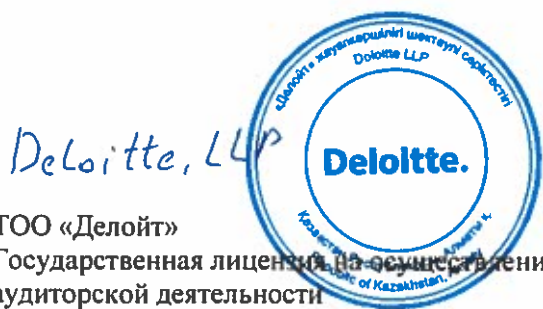 «Делойт» жауапкершілігі шектеулі серіктестігі
Deloitte LLP
Deloitte, LLP
Deloitte.
ТОО «Делойт»
Государственная лицензия на осуществлени
аудиторской деятельности
of Kazakhstan,